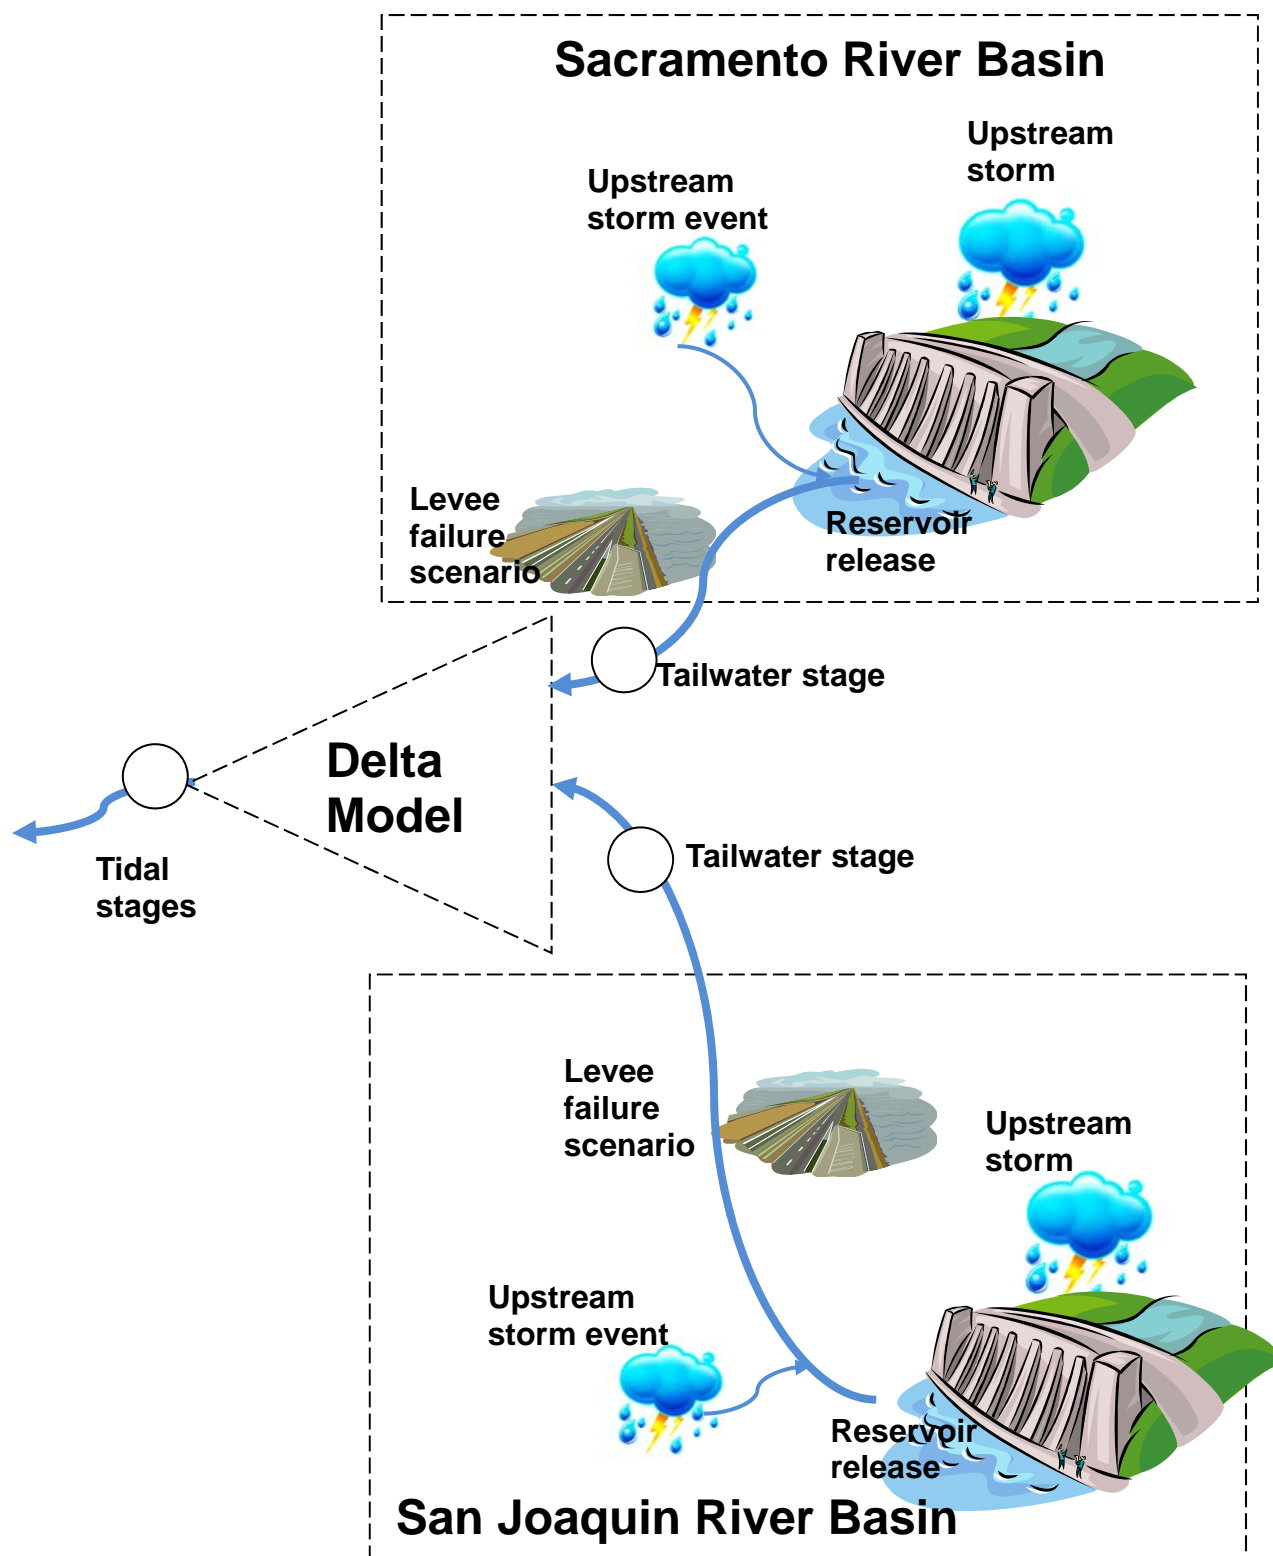 Sacramento River Basin
Upstream
storm
Upstream
storm event
Levee
failure
scenario
Reservoir
release
Tailwater stage
Delta
Model
Tailwater stage
Tidal
stages
Levee
failure
scenario
Upstream
storm
Upstream
storm event
Reservoir
release
San Joaquin River Basin